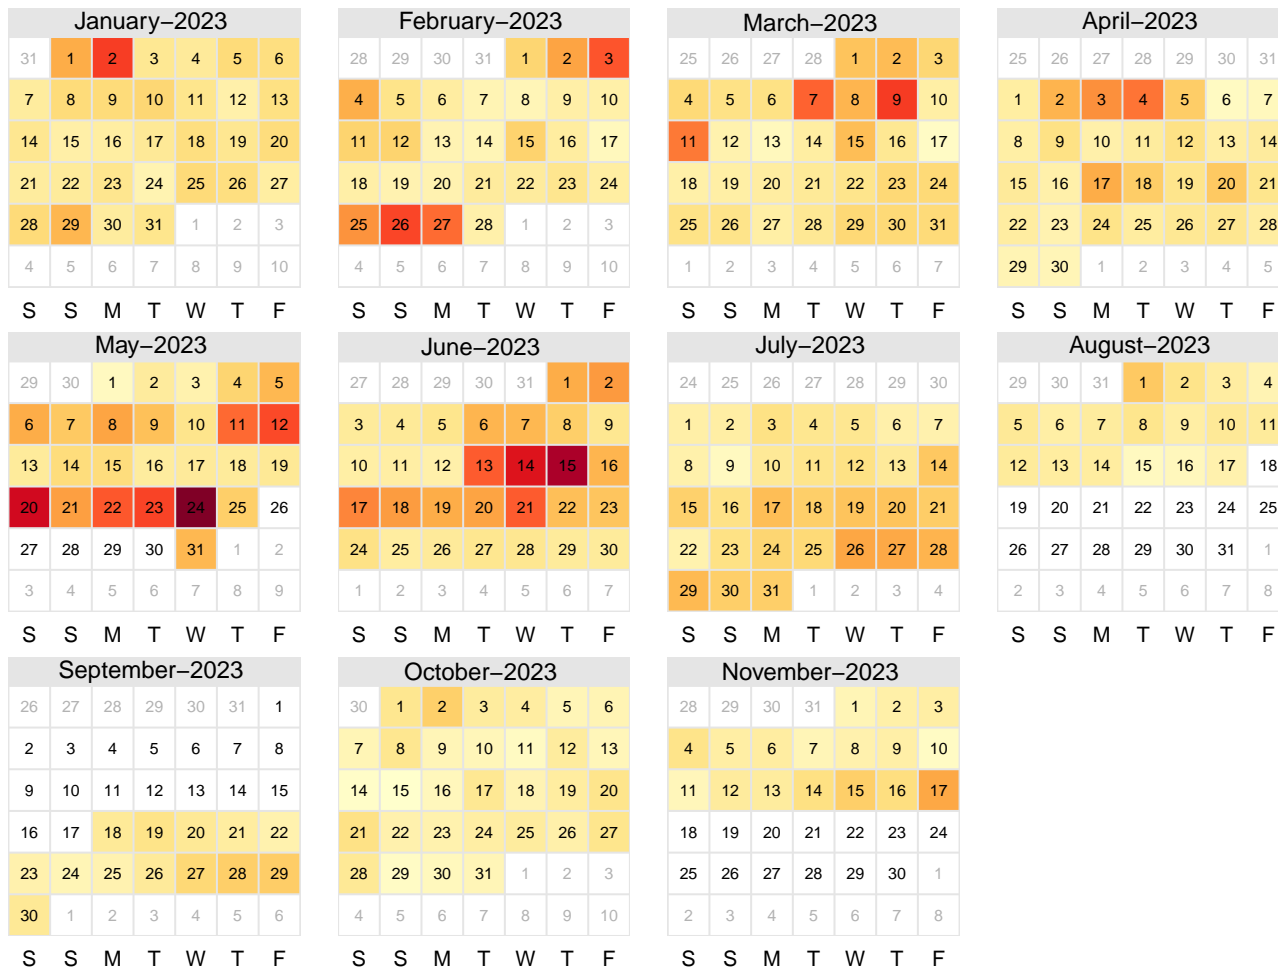 January−2023 February−2023 March−2023 April−2023
31 1 2 3 4 5 6 28 29 30 31 1 2 3 25 26 27 28 1 2 3 25 26 27 28 29 30 31
7 8 9 10 11 12 13 4 5 6 7 8 9 10 4 5 6 7 8 9 10 1 2 3 4 5 6 7
14 15 16 17 18 19 20 11 12 13 14 15 16 17 11 12 13 14 15 16 17 8 9 10 11 12 13 14
21 22 23 24 25 26 27 18 19 20 21 22 23 24 18 19 20 21 22 23 24 15 16 17 18 19 20 21
28 29 30 31 1 2 3 25 26 27 28 1 2 3 25 26 27 28 29 30 31 22 23 24 25 26 27 28
4 5 6 7 8 9 10 4 5 6 7 8 9 10 1 2 3 4 5 6 7 29 30 1 2 3 4 5
S S M T W T F S S M T W T F S S M T W T F S S M T W T F
May−2023 June−2023 July−2023 August−2023
29 30 1 2 3 4 5 27 28 29 30 31 1 2 24 25 26 27 28 29 30 29 30 31 1 2 3 4
6 7 8 9 10 11 12 3 4 5 6 7 8 9 1 2 3 4 5 6 7 5 6 7 8 9 10 11
13 14 15 16 17 18 19 10 11 12 13 14 15 16 8 9 10 11 12 13 14 12 13 14 15 16 17 18
20 21 22 23 24 25 26 17 18 19 20 21 22 23 15 16 17 18 19 20 21 19 20 21 22 23 24 25
27 28 29 30 31 1 2 24 25 26 27 28 29 30 22 23 24 25 26 27 28 26 27 28 29 30 31 1
3 4 5 6 7 8 9 1 2 3 4 5 6 7 29 30 31 1 2 3 4 2 3 4 5 6 7 8
S S M T W T F S S M T W T F S S M T W T F S S M T W T F
September−2023 October−2023 November−2023
26 27 28 29 30 31 1 30 1 2 3 4 5 6 28 29 30 31 1 2 3
2 3 4 5 6 7 8 7 8 9 10 11 12 13 4 5 6 7 8 9 10
9 10 11 12 13 14 15 14 15 16 17 18 19 20 11 12 13 14 15 16 17
16 17 18 19 20 21 22 21 22 23 24 25 26 27 18 19 20 21 22 23 24
23 24 25 26 27 28 29 28 29 30 31 1 2 3 25 26 27 28 29 30 1
30 1 2 3 4 5 6 4 5 6 7 8 9 10 2 3 4 5 6 7 8
S S M T W T F S S M T W T F S S M T W T F